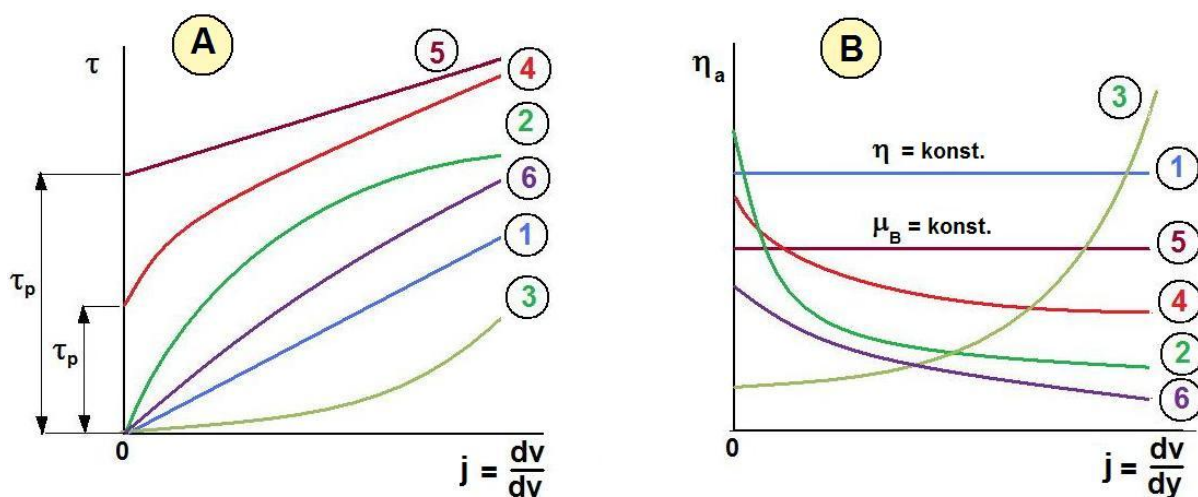 A
τ
5
4
2
6
1
3
τp
τp
0
j = dv/dv
B
ηa
3
η = konst.
1
μB = konst.
5
4
2
6
0
j = dv/dy